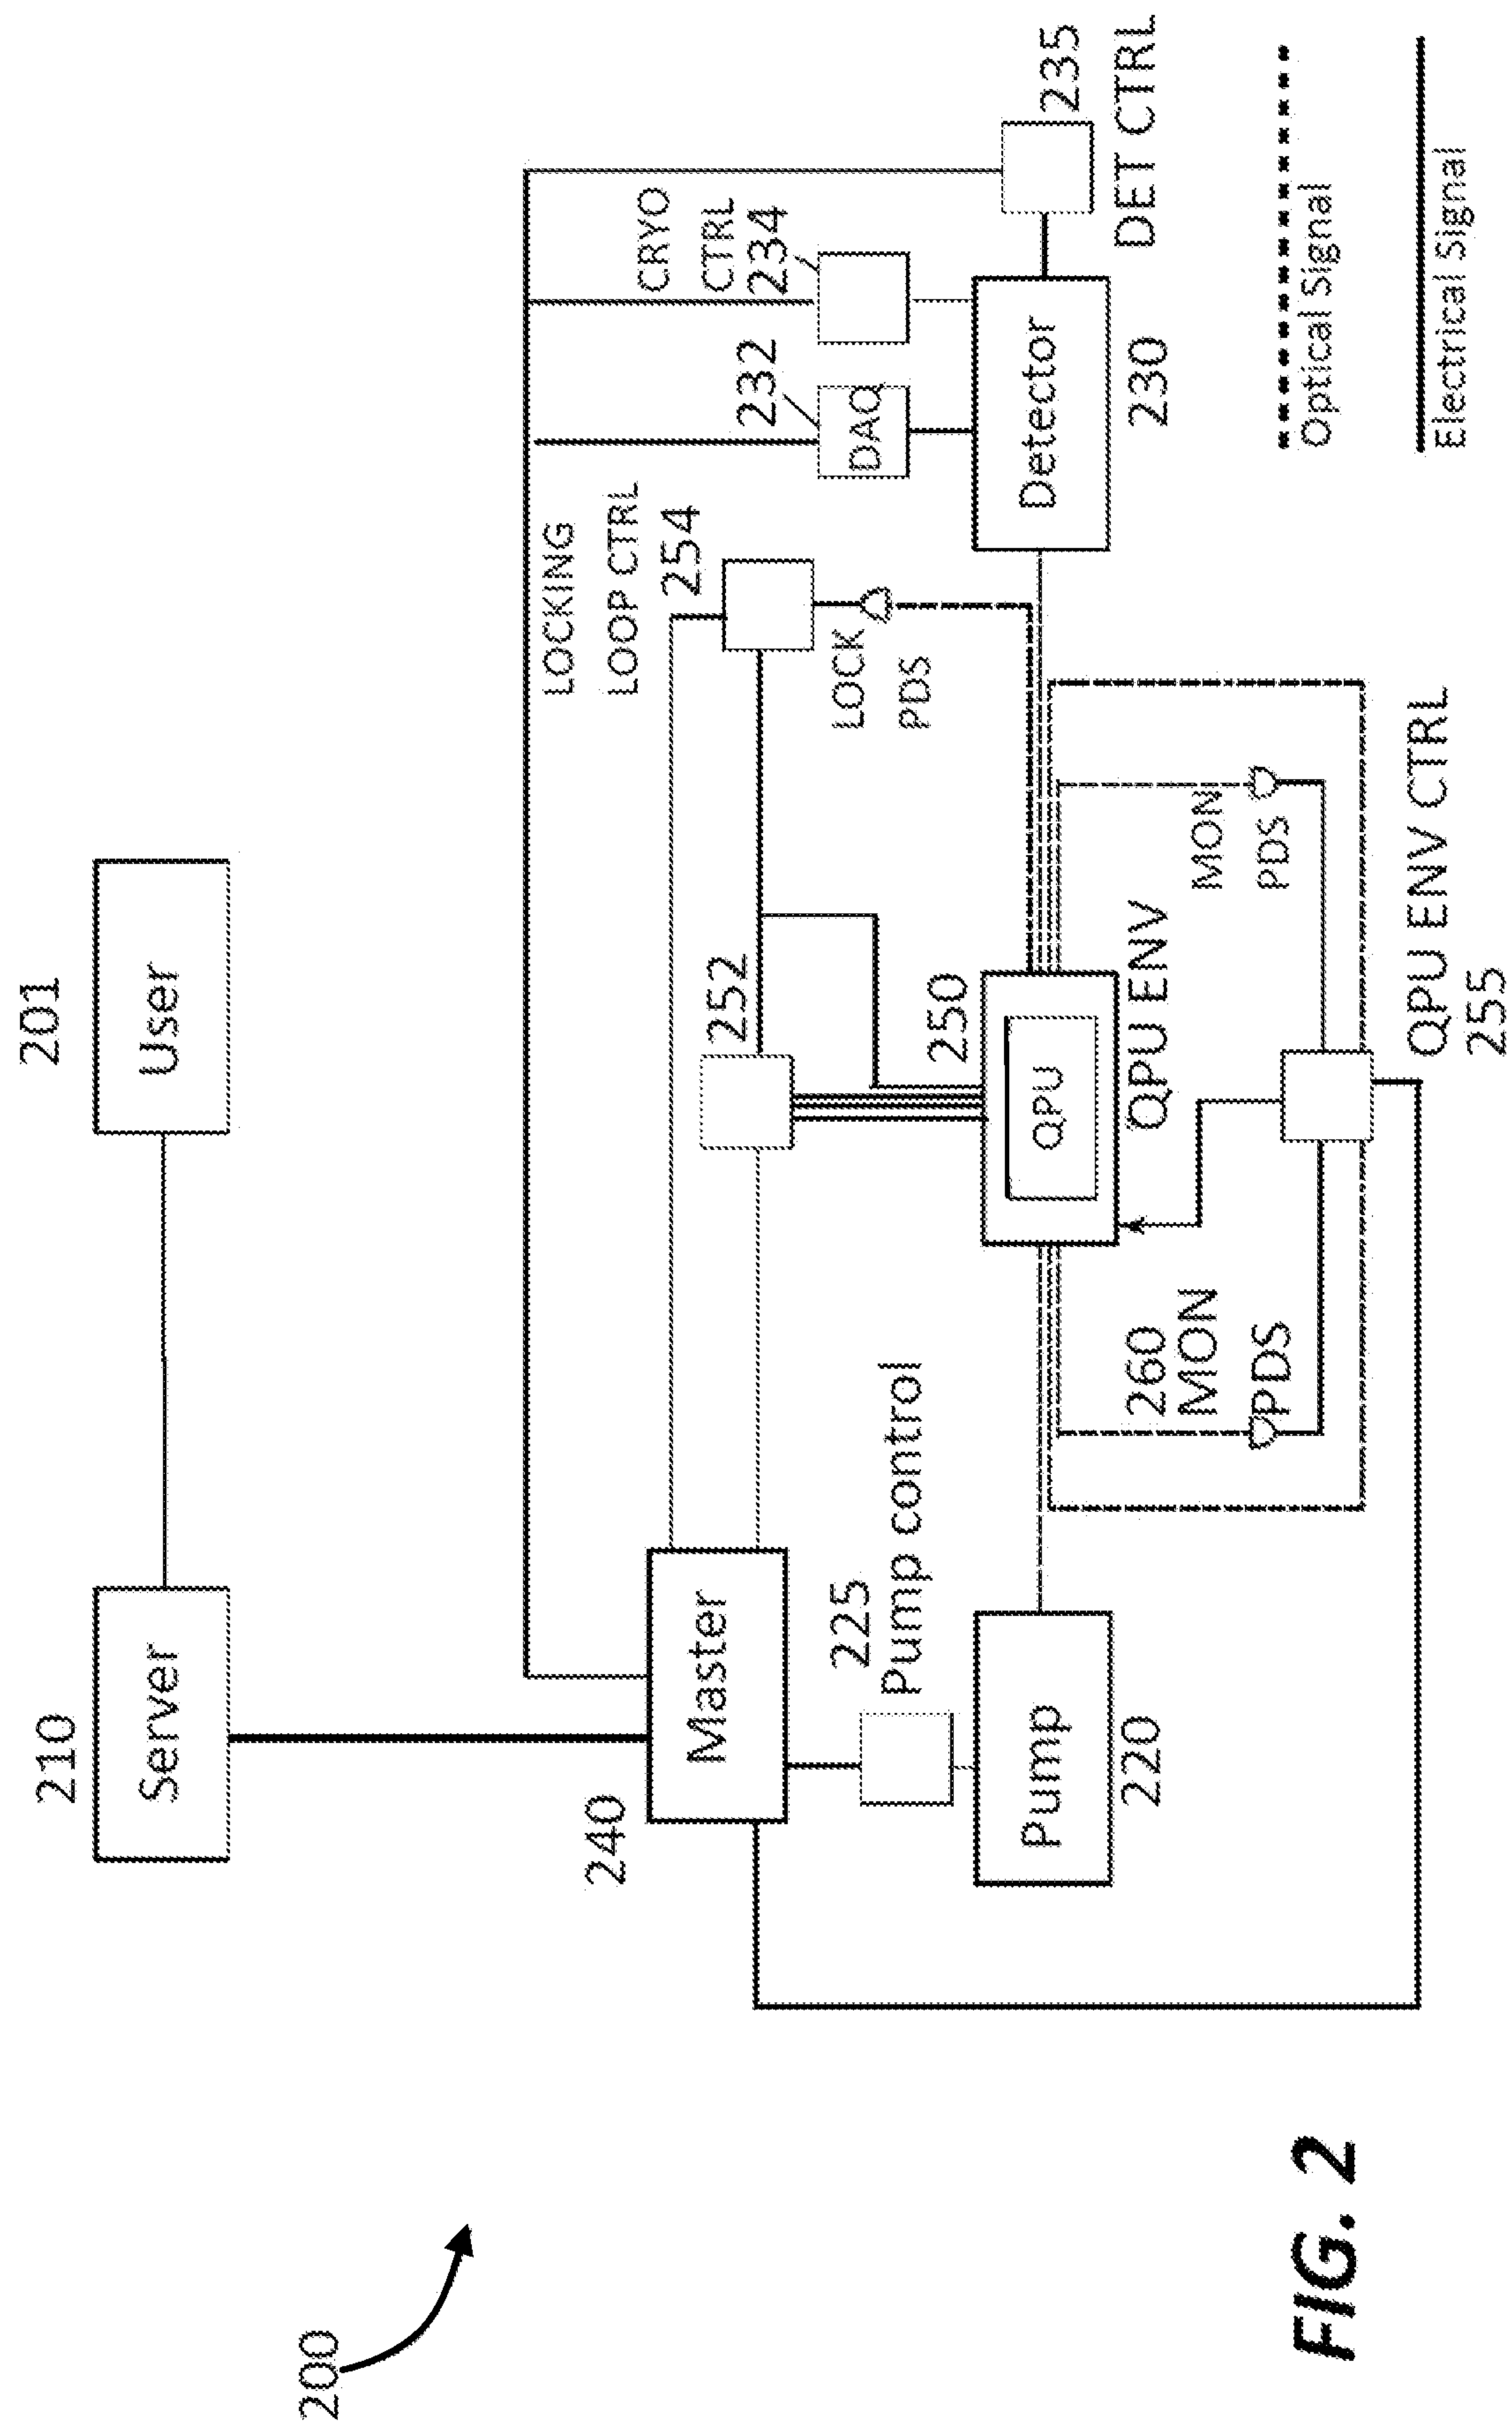 200
210
Server
201
User
240
Master
225
Pump control
Pump
220
252
250
QPU
QPU ENV
260
MON
PDS
LOCKING
LOOP CTRL
254
LOCK
PDS
MON
PDS
QPU ENV CTRL
255
232
DAQ
CRYO
CTRL
234
Detector
230
235
DET CTRL
Optical Signal
Electrical Signal
FIG. 2